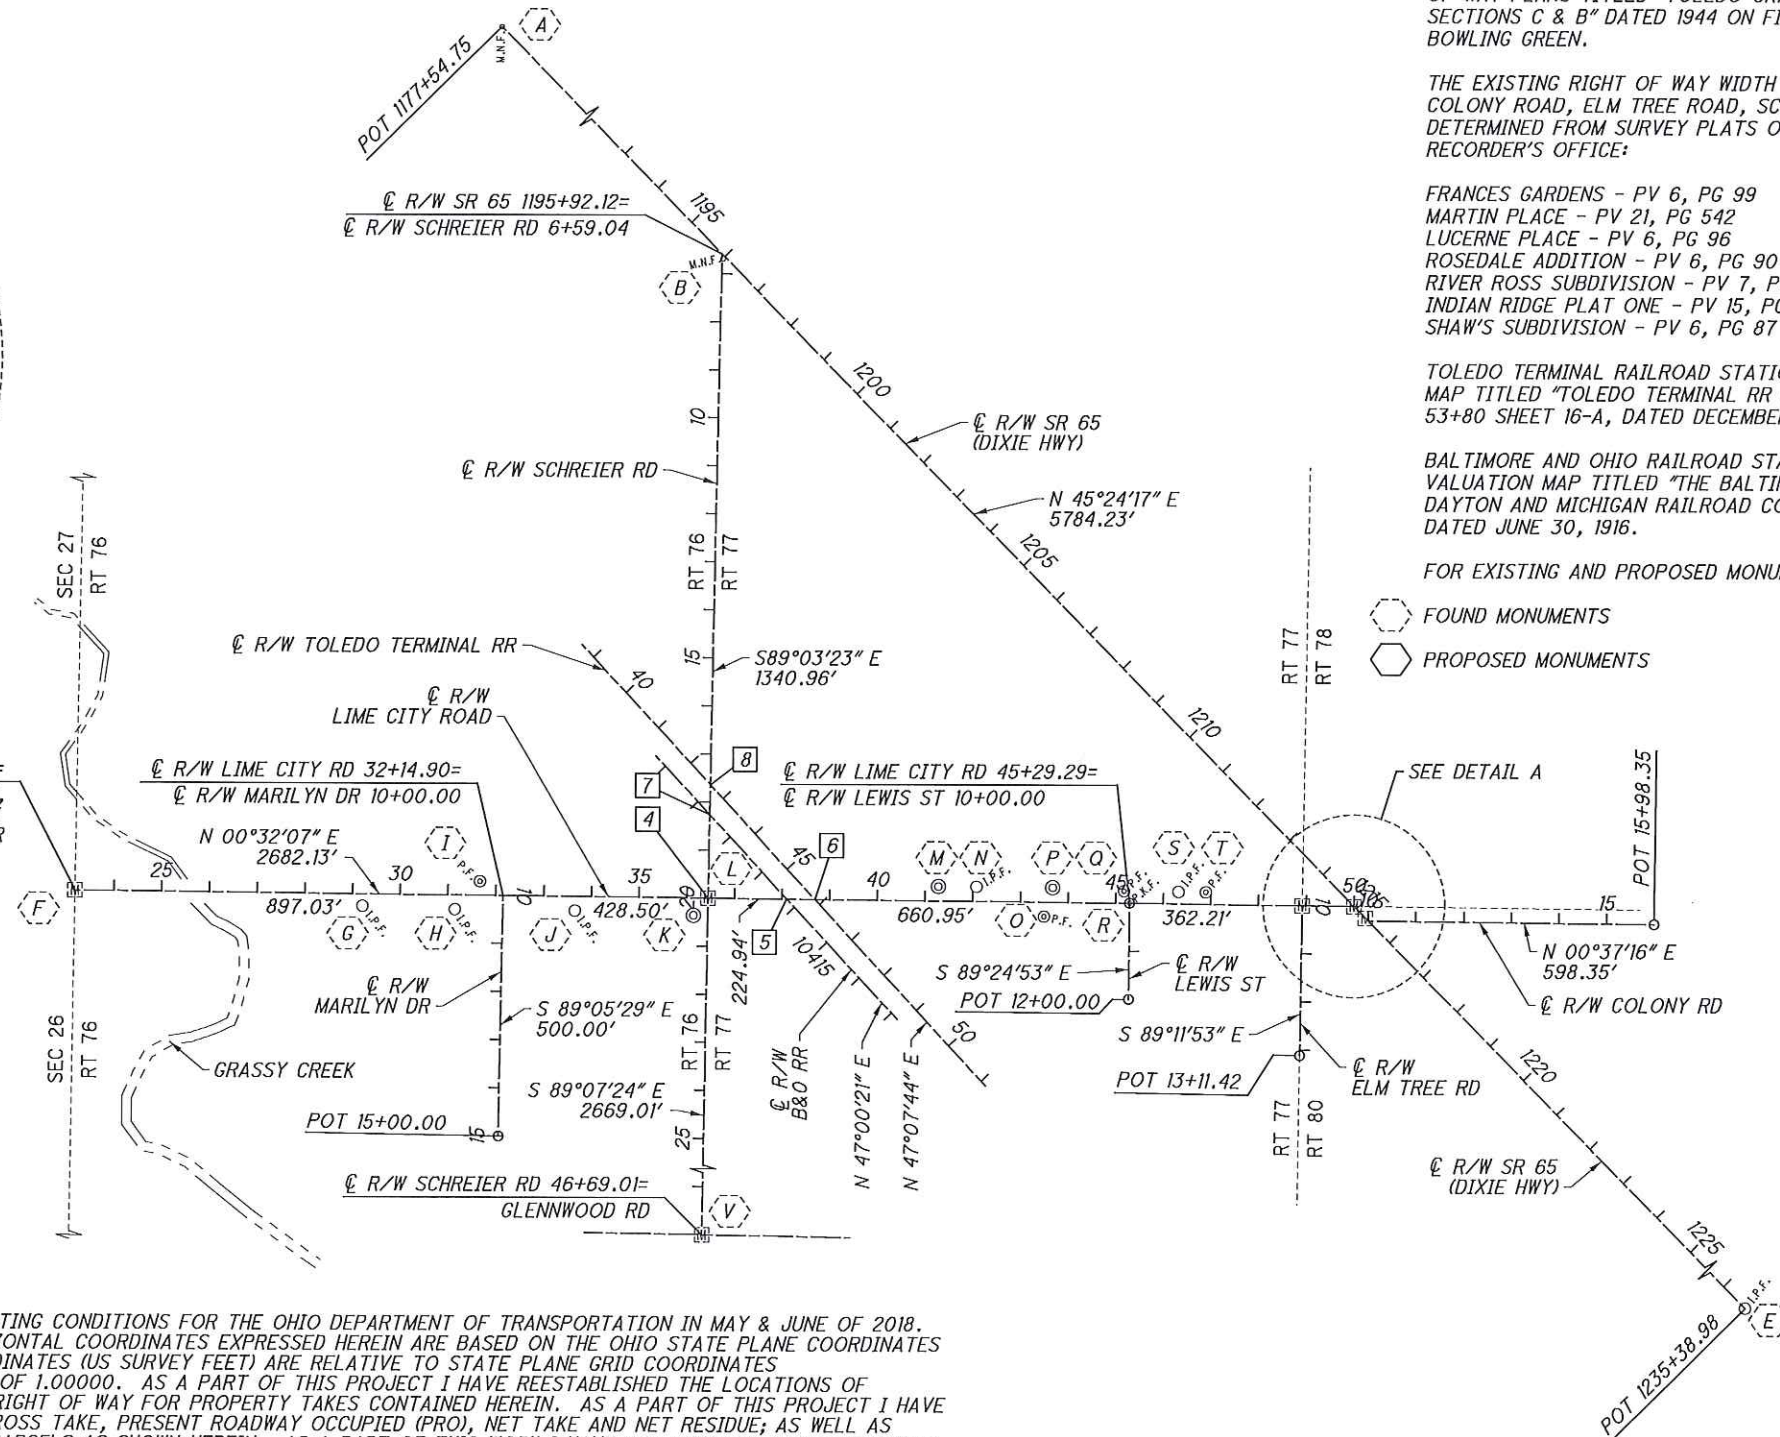 SECTIONS C & B" DATED 1944 ON FI
BOWLING GREEN.
THE EXISTING RIGHT OF WAY WIDTH
COLONY ROAD, ELM TREE ROAD, SC
DETERMINED FROM SURVEY PLATS O
RECORDER'S OFFICE:
FRANCES GARDENS - PV 6, PG 99
MARTIN PLACE - PV 21, PG 542
LUCERNE PLACE - PV 6, PG 96
ROSEDALE ADDITION - PV 6, PG 90
RIVER ROSS SUBDIVISION - PV 7, P
INDIAN RIDGE PLAT ONE - PV 15, PG
SHAW'S SUBDIVISION - PV 6, PG 87
TOLEDO TERMINAL RAILROAD STATIO
MAP TITLED "TOLEDO TERMINAL RR
53+80 SHEET 16-A, DATED DECEMBER
BALTIMORE AND OHIO RAILROAD STA
VALUATION MAP TITLED "THE BALTIM
DAYTON AND MICHIGAN RAILROAD CO
DATED JUNE 30, 1916.
FOR EXISTING AND PROPOSED MONU
FOUND MONUMENTS
PROPOSED MONUMENTS
A
M.N.F.
POT 1177+54.75
℄ R/W SR 65 1195+92.12=
℄ R/W SCHREIER RD 6+59.04
1195
M.N.F.
B
1200
℄ R/W SR 65
(DIXIE HWY)
10
℄ R/W SCHREIER RD
N 45°24'17" E
5784.23'
1205
SEC 27
RT 76
RT 76
RT 77
RT 77
RT 78
℄ R/W TOLEDO TERMINAL RR
40
15
S89°03'23" E
1340.96'
℄ R/W
LIME CITY ROAD
1210
℄ R/W LIME CITY RD 32+14.90=
℄ R/W MARILYN DR 10+00.00
7
8
4
℄ R/W LIME CITY RD 45+29.29=
℄ R/W LEWIS ST 10+00.00
SEE DETAIL A
POT 15+98.35
N 00°32'07" E
2682.13'
I
P.F.
L
45
6
M
N
I.P.F.
P
Q
P.F.
P.K.F.
S
I.P.F.
T
P.F.
F
M
25
30
10
35
20
40
45
10
50
15
897.03'
G
I.P.F.
H
I.P.F.
J
I.P.F.
428.50'
K
5
660.95'
O
P.F.
R
362.21'
224.94'
10415
N 00°37'16" E
598.35'
℄ R/W COLONY RD
℄ R/W
MARILYN DR
S 89°05'29" E
500.00'
S 89°24'53" E
℄ R/W
LEWIS ST
POT 12+00.00
SEC 26
RT 76
GRASSY CREEK
RT 76
RT 77
℄ R/W
B&O RR
N 47°00'21" E
N 47°07'44" E
50
S 89°11'53" E
POT 13+11.42
℄ R/W
ELM TREE RD
1220
S 89°07'24" E
2669.01'
POT 15+00.00
15
25
RT 77
RT 80
℄ R/W SCHREIER RD 46+69.01=
GLENNWOOD RD
V
M
℄ R/W SR 65
(DIXIE HWY)
1225
I.P.F.
E
POT 1235+38.98
TING CONDITIONS FOR THE OHIO DEPARTMENT OF TRANSPORTATION IN MAY & JUNE OF 2018.
ZONTAL COORDINATES EXPRESSED HEREIN ARE BASED ON THE OHIO STATE PLANE COORDINATES
DINATES (US SURVEY FEET) ARE RELATIVE TO STATE PLANE GRID COORDINATES
OF 1.00000. AS A PART OF THIS PROJECT I HAVE REESTABLISHED THE LOCATIONS OF
RIGHT OF WAY FOR PROPERTY TAKES CONTAINED HEREIN. AS A PART OF THIS PROJECT I HAVE
ROSS TAKE, PRESENT ROADWAY OCCUPIED (PRO), NET TAKE AND NET RESIDUE; AS WELL AS